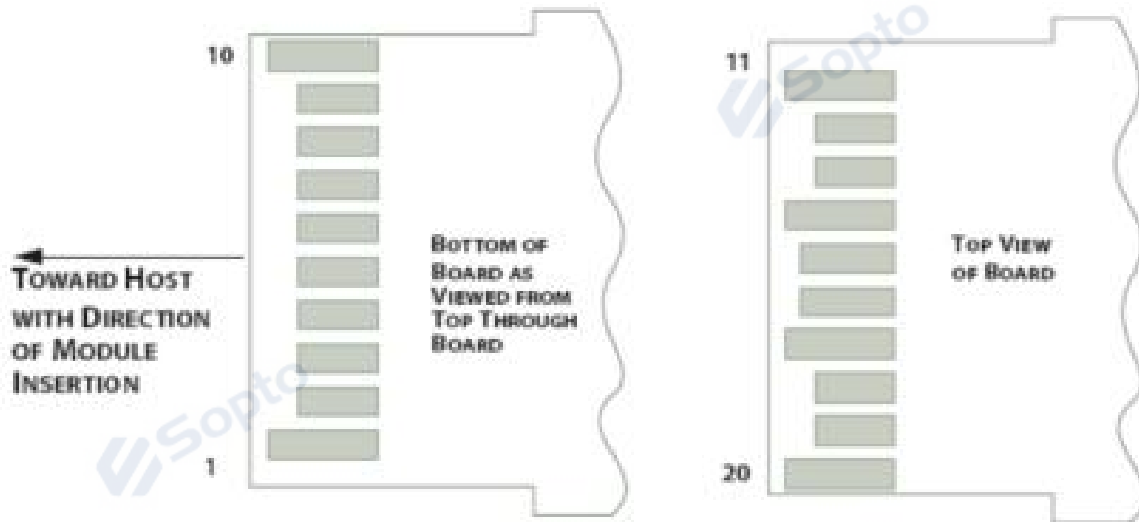 10
1
TOWARD HOST
WITH DIRECTION
OF MODULE
INSERTION
BOTTOM OF
BOARD AS
VIEWED FROM
TOP THROUGH
BOARD
Sopto
11
20
TOP VIEW
OF BOARD
Sopto